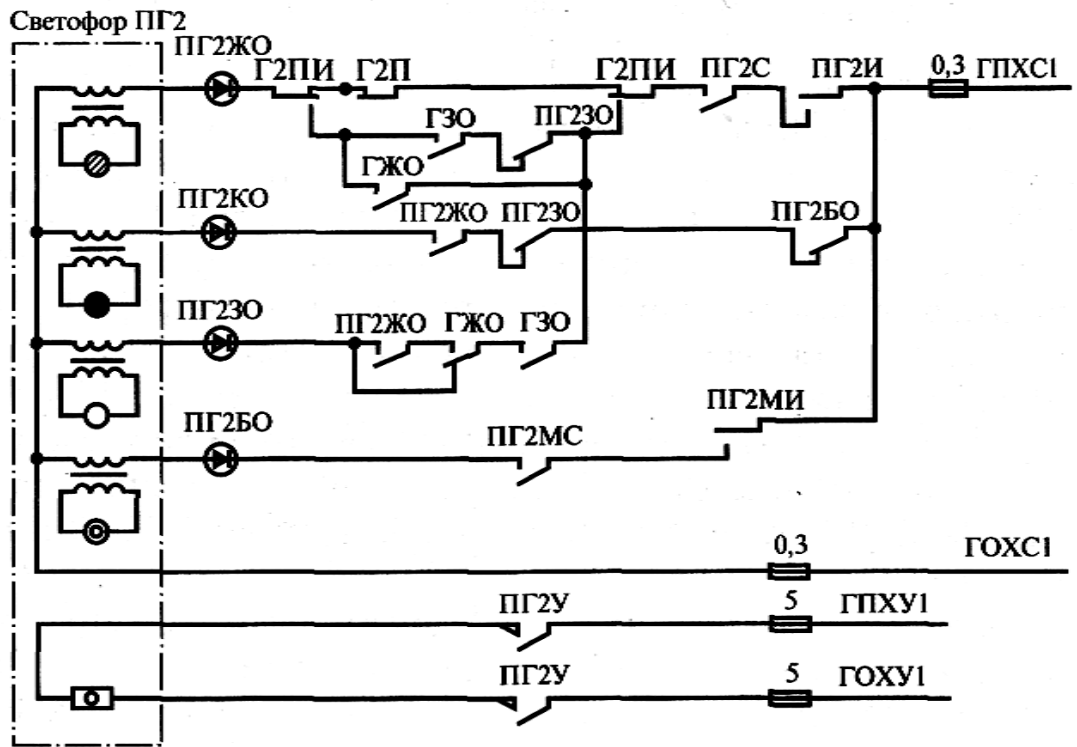 Светофор ПГ2
ПГ2ЖО
Г2ПИ
Г2П
Г2ПИ
ПГ2С
ПГ2И
0,3
ГПХС1
ГЗО
ПГ2ЗО
ГЖО
ПГ2КО
ПГ2ЖО
ПГ2ЗО
ПГ2БО
ПГ2ЗО
ПГ2ЖО
ГЖО
ГЗО
ПГ2БО
ПГ2МС
ПГ2МИ
0,3
ГОХС1
ПГ2У
5
ГПХУ1
ПГ2У
5
ГОХУ1